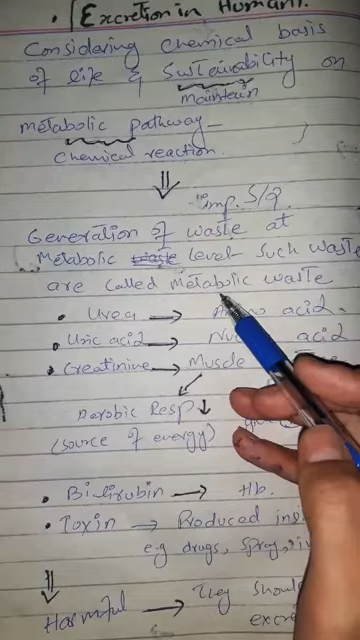 • Excretion in Human.
Considering chemical basis
of life & Sustainability on
maintain
metabolic pathway—
chemical reaction.
⇓
imp. S/q.
Generation of waste at
Metabolic waste level such waste
are called metabolic waste
• Urea → acid.
• Uric acid → acid
• Creatinine → Muscle
Aerobic Resp ↓
(source of energy)
• Bilirubin → Hb.
• Toxin → Produced
e.g drugs, spray,
⇓
Harmful → They